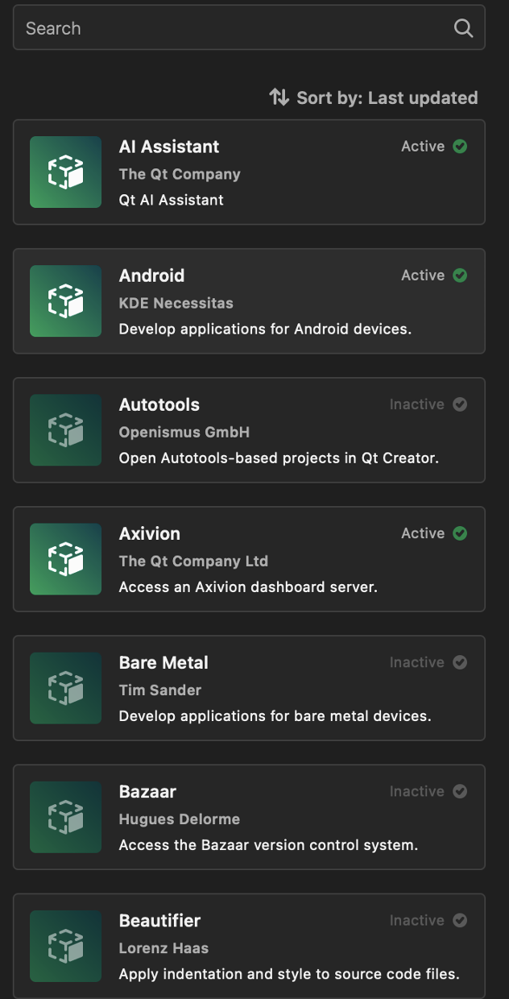 Search
Sort by: Last updated
AI Assistant
Active
The Qt Company
Qt AI Assistant
Android
Active
KDE Necessitas
Develop applications for Android devices.
Autotools
Inactive
Openismus GmbH
Open Autotools-based projects in Qt Creator.
Axivion
Active
The Qt Company Ltd
Access an Axivion dashboard server.
Bare Metal
Inactive
Tim Sander
Develop applications for bare metal devices.
Bazaar
Inactive
Hugues Delorme
Access the Bazaar version control system.
Beautifier
Inactive
Lorenz Haas
Apply indentation and style to source code files.